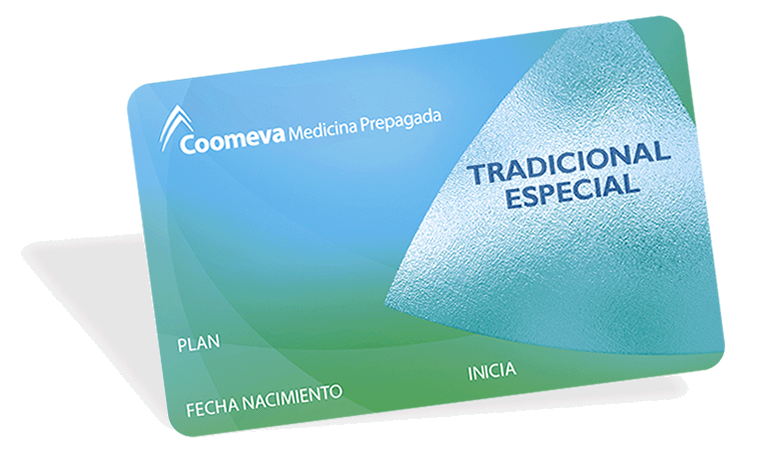 Coomeva Medicina Prepagada
TRADICIONAL
ESPECIAL
PLAN
INICIA
FECHA NACIMIENTO